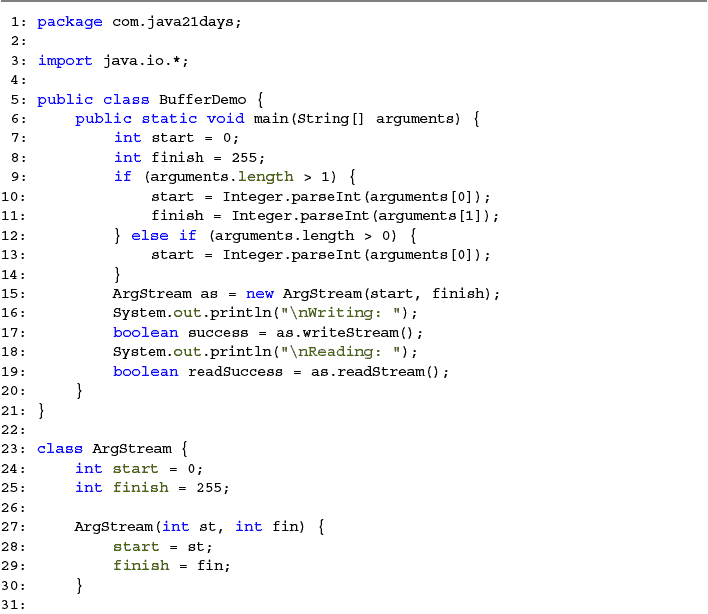 1: package com.java21days;
2:
3: import java.io.*;
4:
5: public class BufferDemo {
6:     public static void main(String[] arguments) {
7:         int start = 0;
8:         int finish = 255;
9:         if (arguments.length > 1) {
10:             start = Integer.parseInt(arguments[0]);
11:             finish = Integer.parseInt(arguments[1]);
12:         } else if (arguments.length > 0) {
13:             start = Integer.parseInt(arguments[0]);
14:         }
15:         ArgStream as = new ArgStream(start, finish);
16:         System.out.println("\nWriting: ");
17:         boolean success = as.writeStream();
18:         System.out.println("\nReading: ");
19:         boolean readSuccess = as.readStream();
20:     }
21: }
22:
23: class ArgStream {
24:     int start = 0;
25:     int finish = 255;
26:
27:     ArgStream(int st, int fin) {
28:         start = st;
29:         finish = fin;
30:     }
31: